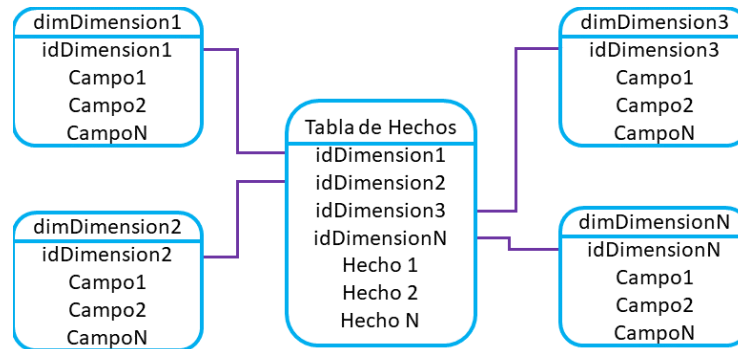 dimDimension1
idDimension1
Campo1
Campo2
CampoN
dimDimension2
idDimension2
Campo1
Campo2
CampoN
Tabla de Hechos
idDimension1
idDimension2
idDimension3
idDimensionN
Hecho 1
Hecho 2
Hecho N
dimDimension3
idDimension3
Campo1
Campo2
CampoN
dimDimensionN
idDimensionN
Campo1
Campo2
CampoN